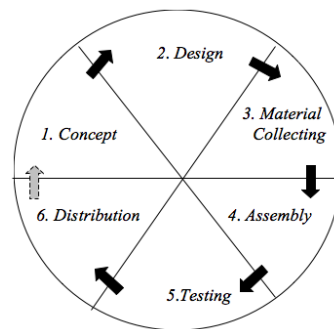 2. Design
1. Concept
3. Material
Collecting
6. Distribution
4. Assembly
5.Testing